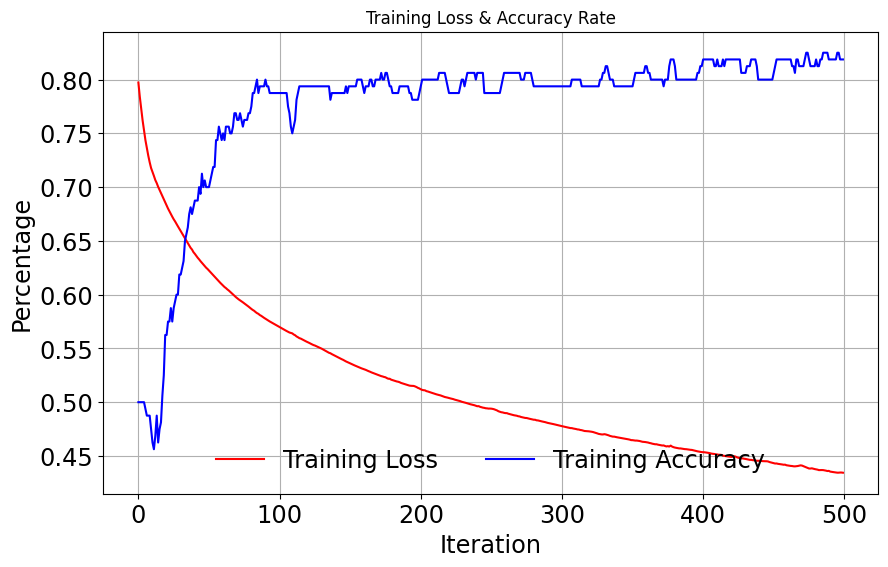 Training Loss & Accuracy Rate
0.80
0.75
0.70
0.65
0.60
0.55
0.50
0.45
Percentage
Training Loss Training Accuracy
0 100 200 300 400 500
Iteration